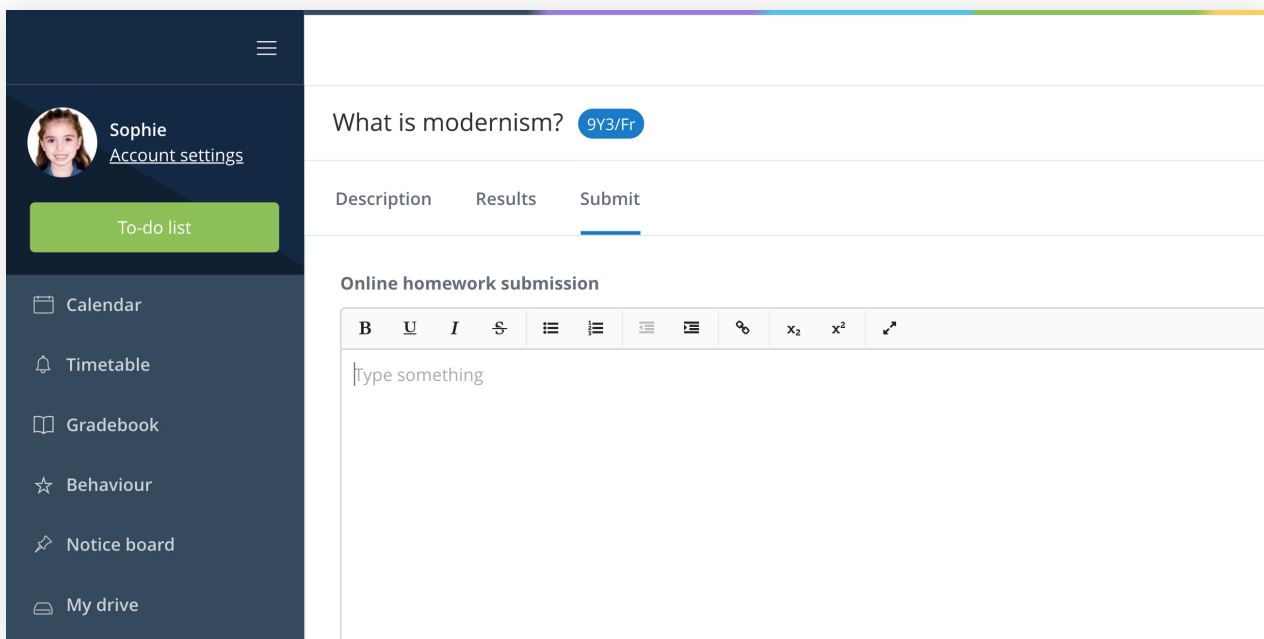 Sophie
Account settings
To-do list
Calendar
Timetable
Gradebook
Behaviour
Notice board
My drive
What is modernism? 9Y3/Fr
Description Results Submit
Online homework submission
B U I S x₂ x²
Type something